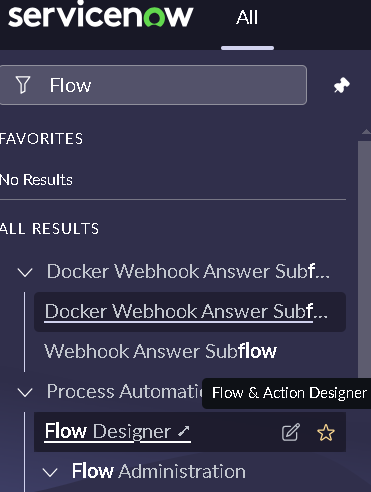 servicenow
All
Flow
FAVORITES
No Results
ALL RESULTS
Docker Webhook Answer Subf...
Docker Webhook Answer Subf...
Webhook Answer Subflow
Process Automati
Flow & Action Designer
Flow Designer
Flow Administration